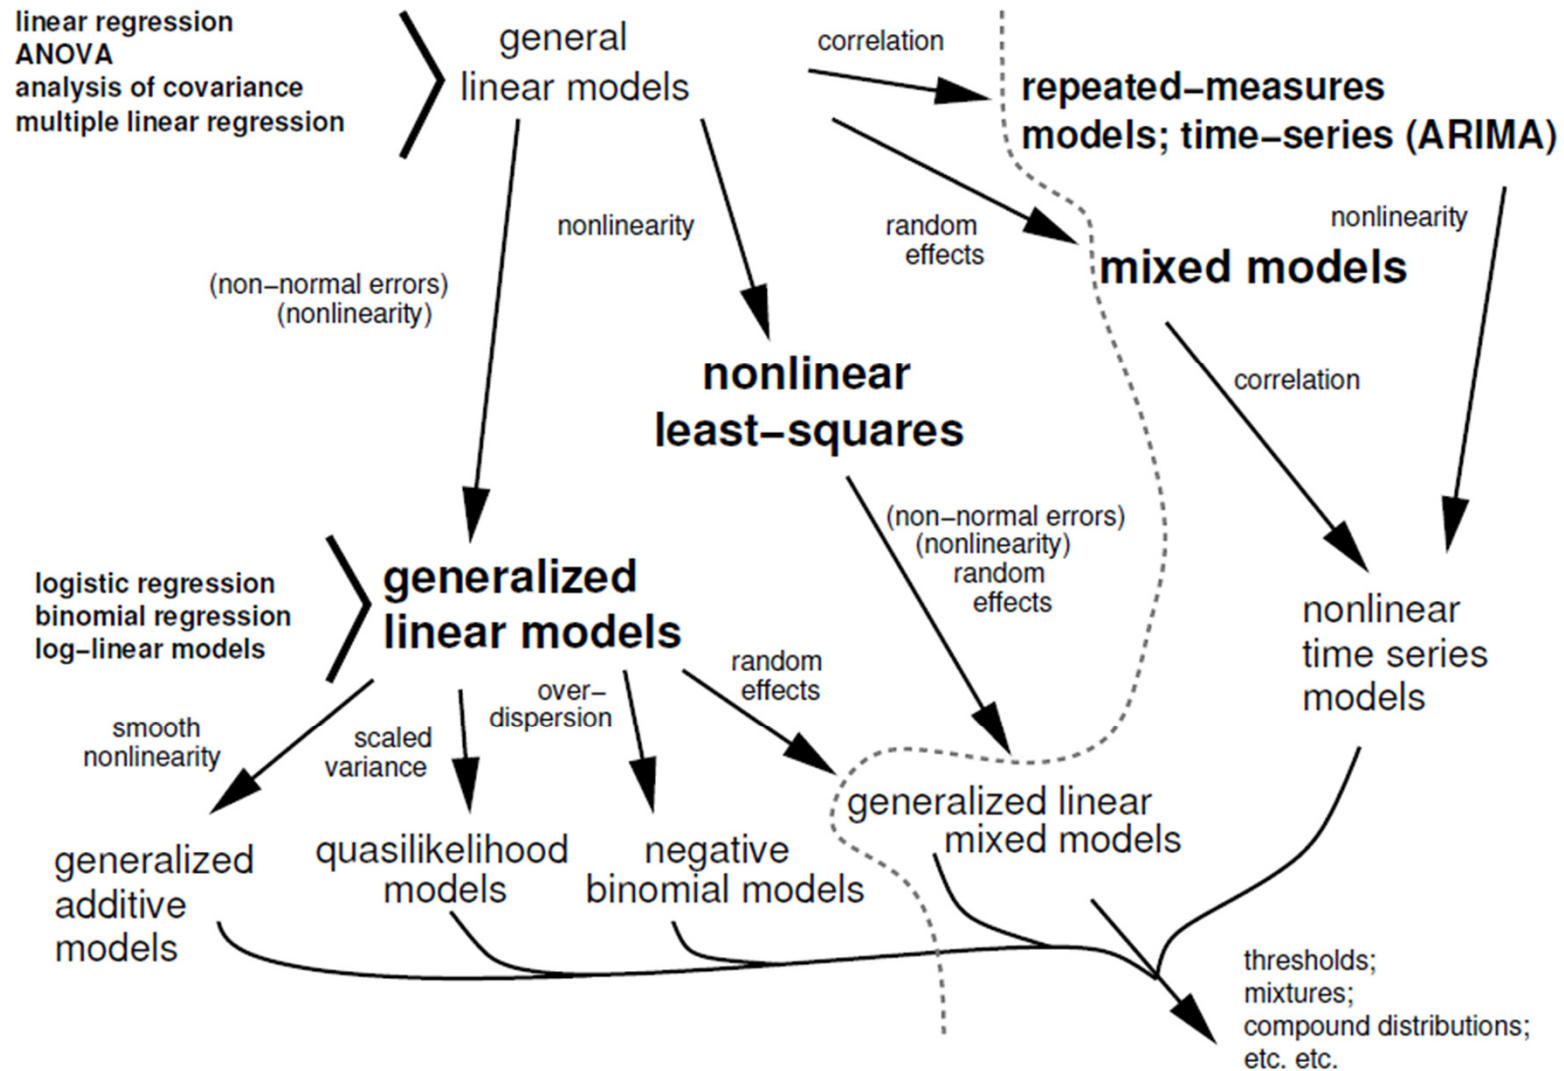 linear regression
ANOVA
analysis of covariance
multiple linear regression
general
linear models
correlation
repeated−measures
models; time−series (ARIMA)
nonlinearity
random
effects
nonlinearity
mixed models
(non−normal errors)
(nonlinearity)
correlation
nonlinear
least−squares
(non−normal errors)
(nonlinearity)
random
effects
logistic regression
binomial regression
log−linear models
generalized
linear models
nonlinear
time series
models
random
effects
over−
dispersion
scaled
variance
smooth
nonlinearity
generalized
additive
models
quasilikelihood
models
negative
binomial models
generalized linear
mixed models
thresholds;
mixtures;
compound distributions;
etc. etc.